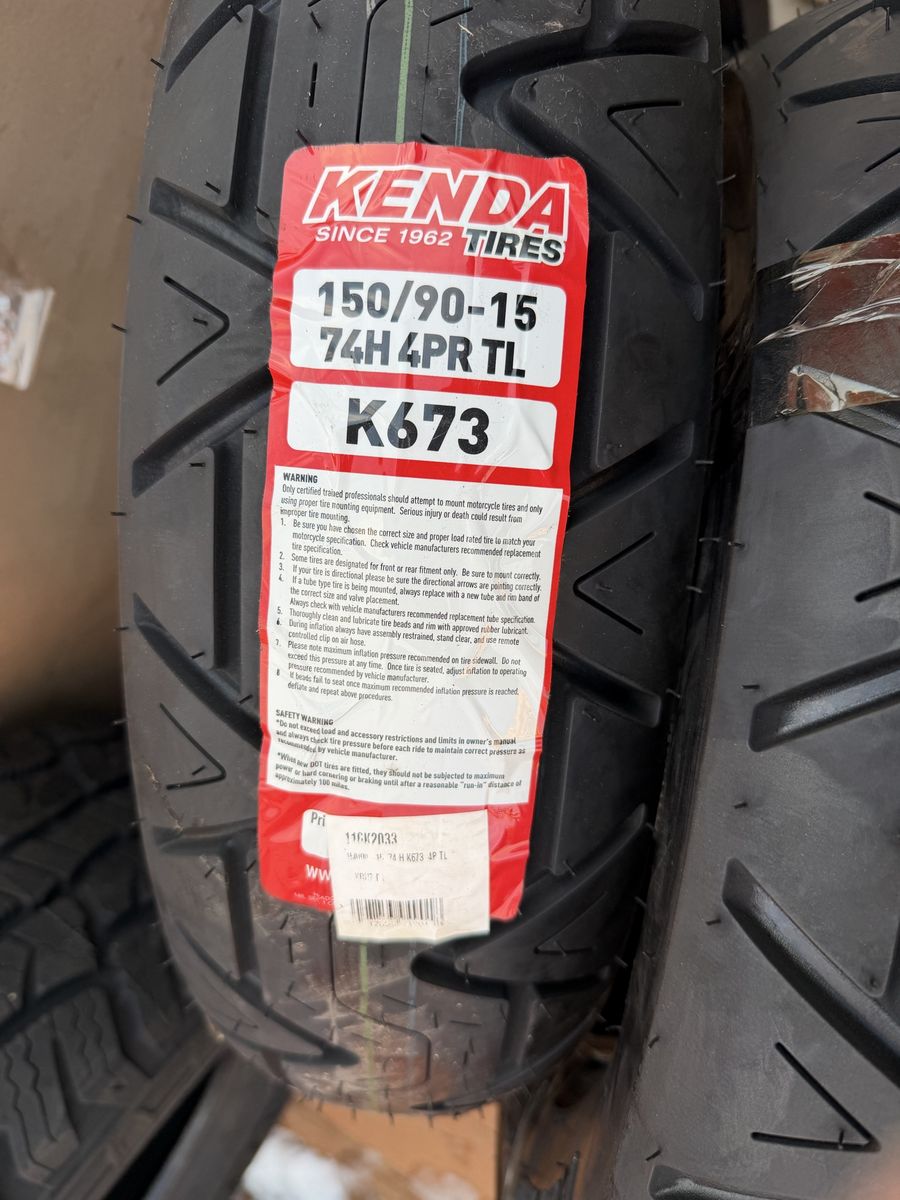 KENDA
SINCE 1962 TIRES
150/90-15
74H 4PR TL
K673
WARNING
Only certified trained professionals should attempt to mount motorcycle tires and only
using proper tire mounting equipment. Serious injury or death could result from
improper tire mounting.
1. Be sure you have chosen the correct size and proper load rated tire to match your
motorcycle specification. Check vehicle manufacturers recommended replacement
tire specification.
2. Some tires are designated for front or rear fitment only. Be sure to mount correctly.
3. If your tire is directional please be sure the directional arrows are pointing correctly.
4. If a tube type tire is being mounted, always replace with a new tube and rim band of
the correct size and valve placement.
Always check with vehicle manufacturers recommended replacement tube specification.
5. Thoroughly clean and lubricate tire beads and rim with approved rubber lubricant.
6. During inflation always have assembly restrained, stand clear, and use remote
controlled clip on air hose.
7. Please note maximum inflation pressure recommended on tire sidewall. Do not
exceed this pressure at any time. Once tire is seated, adjust inflation to operating
pressure recommended by vehicle manufacturer.
8 If beads fail to seat once maximum recommended inflation pressure is reached,
deflate and repeat above procedures.
SAFETY WARNING
*Do not exceed load and accessory restrictions and limits in owner's manual
and always check tire pressure before each ride to maintain correct pressure as
recommended by vehicle manufacturer.
*When new DOT tires are fitted, they should not be subjected to maximum
power or hard cornering or braking until after a reasonable "run-in" distance of
approximately 100 miles.
Pri
116K2033
74 H K673 4P TL
ww